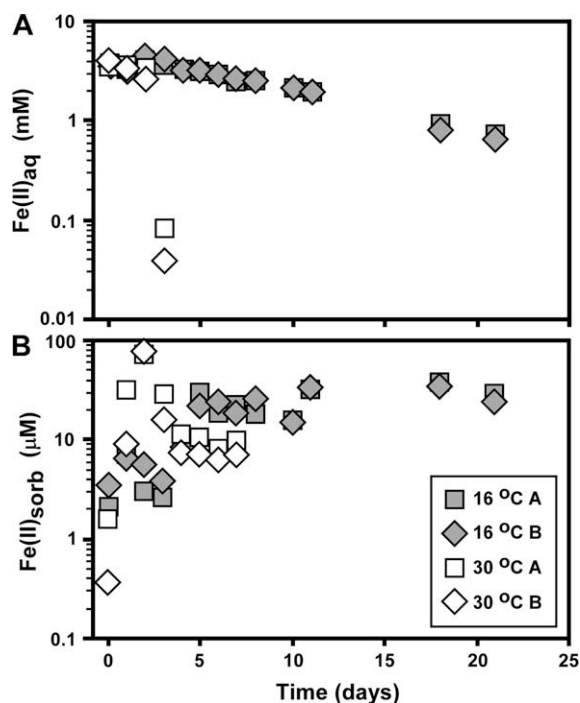 A
10
1
0.1
0.01
Fe(II)aq (mM)
B
100
10
1
0.1
Fe(II)sorb (μM)
16 °C A
16 °C B
30 °C A
30 °C B
0 5 10 15 20 25
Time (days)